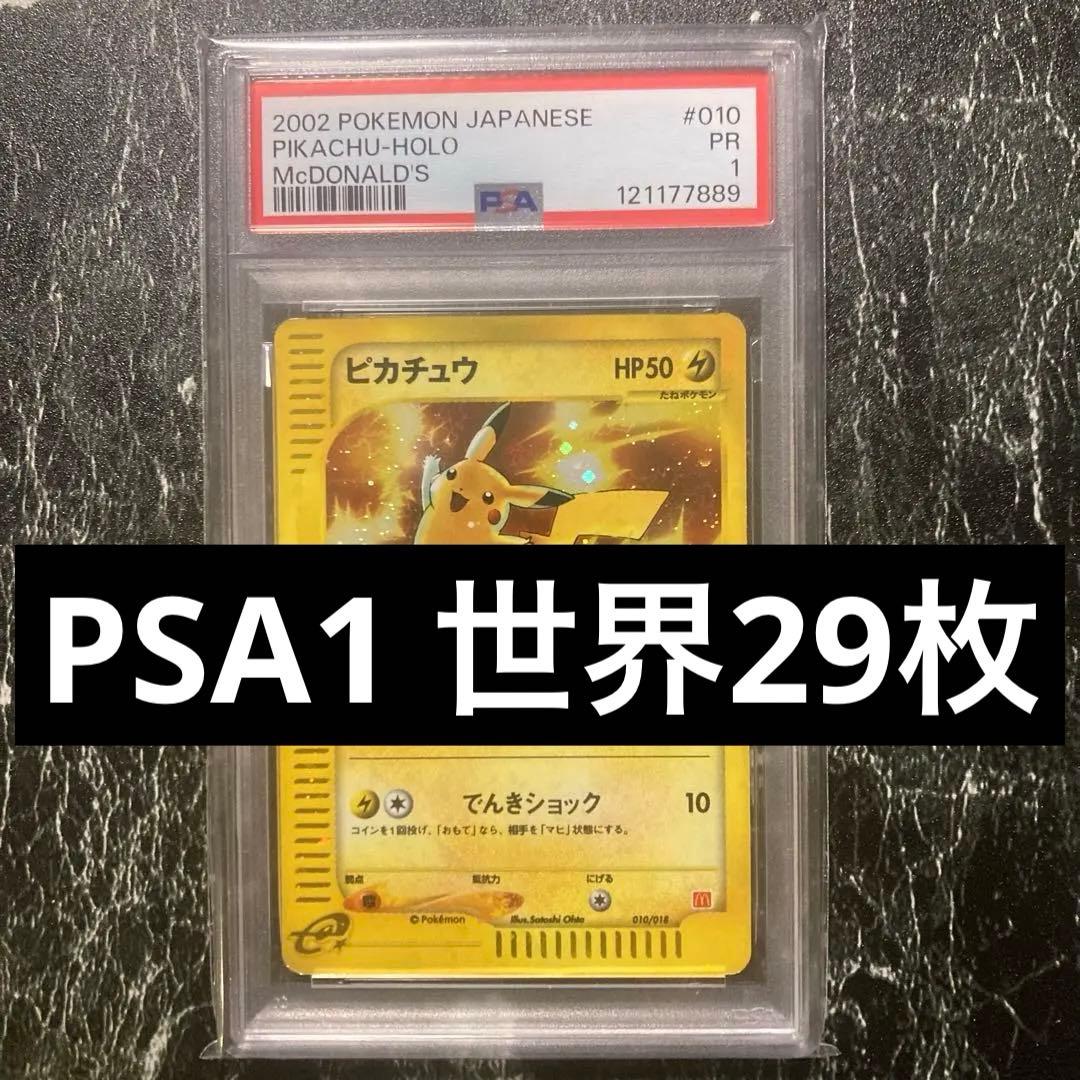 2002 POKEMON JAPANESE #010
PIKACHU-HOLO PR
McDONALD'S 1
PSA 121177889
ピカチュウ HP50
たねポケモン
PSA1 世界29枚
でんきショック 10
コインを1回投げ、「おもて」なら、相手を「マヒ」状態にする。
弱点 抵抗力 にげる
©Pokémon Illus.Satoshi Ohta 010/018